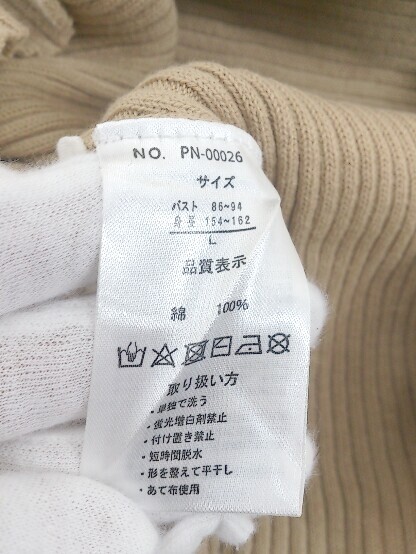 NO. PN-00026
サイズ
バスト 86~94
身長 154~162
L
品質表示
綿 100%
取り扱い方
・単独で洗う
・蛍光増白剤禁止
・付け置き禁止
・短時間脱水
・形を整えて平干し
・あて布使用